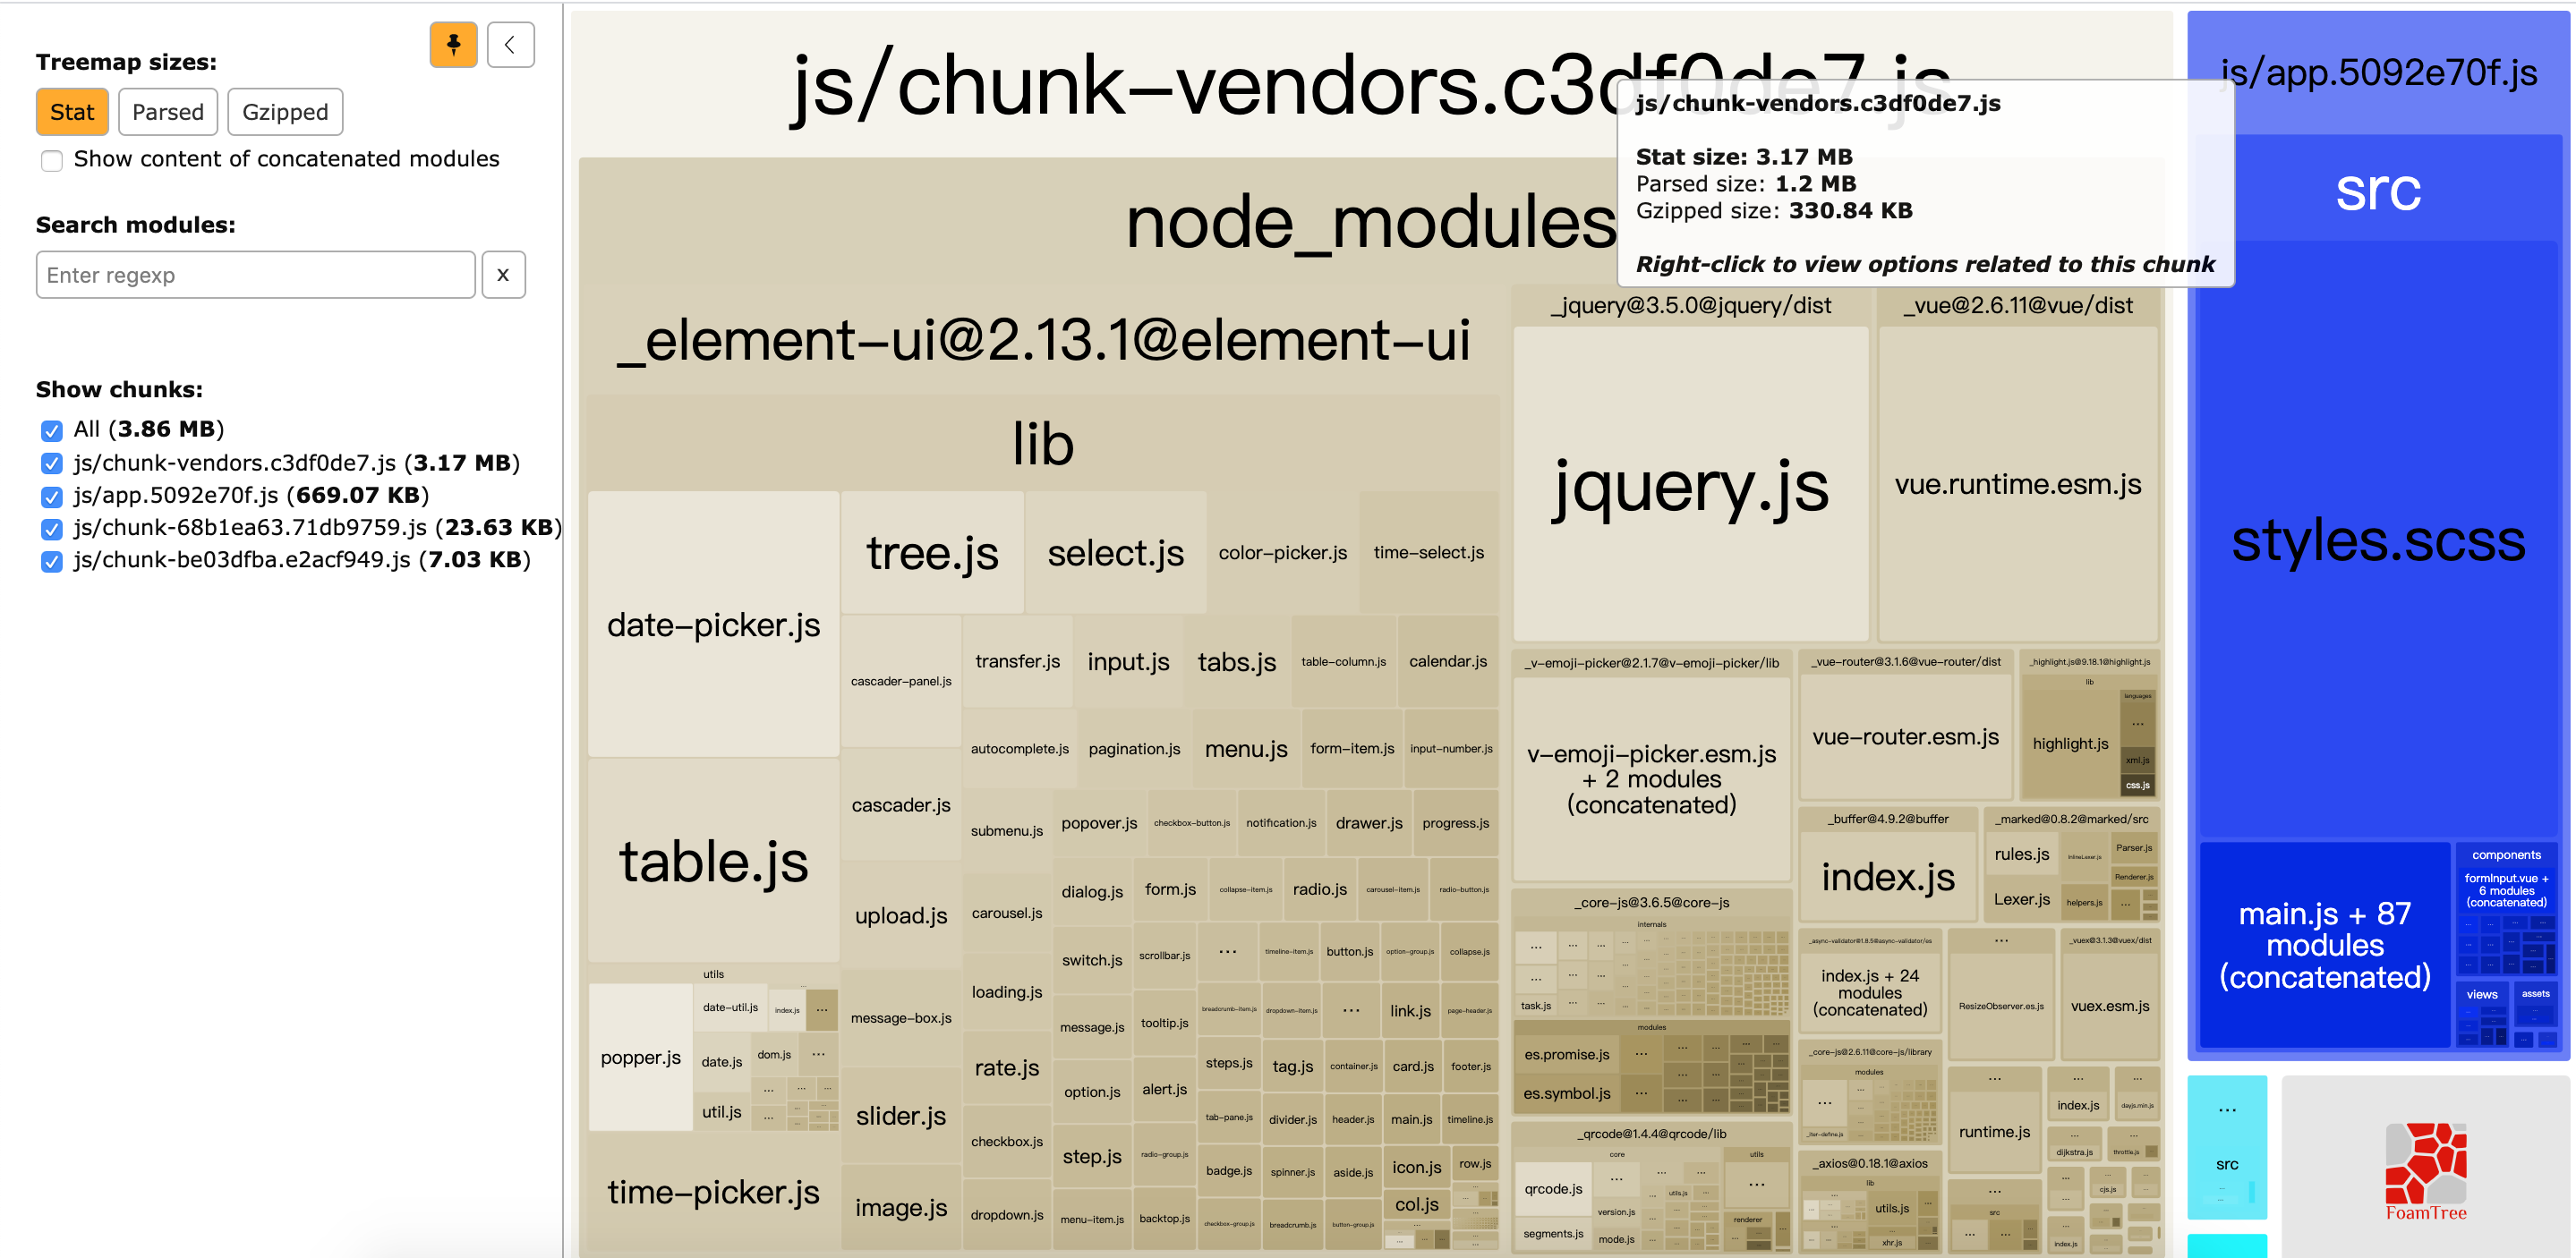 Treemap sizes:
Stat
Parsed
Gzipped
Show content of concatenated modules
Search modules:
Enter regexp
x
Show chunks:
All (3.86 MB)
js/chunk-vendors.c3df0de7.js (3.17 MB)
js/app.5092e70f.js (669.07 KB)
js/chunk-68b1ea63.71db9759.js (23.63 KB)
js/chunk-be03dfba.e2acf949.js (7.03 KB)
js/chunk-vendors.c3df0de7.js
js/chunk-vendors.c3df0de7.js
Stat size: 3.17 MB
Parsed size: 1.2 MB
Gzipped size: 330.84 KB
Right-click to view options related to this chunk
node_modules
_element-ui@2.13.1@element-ui
lib
date-picker.js
tree.js
select.js
color-picker.js
time-select.js
cascader-panel.js
transfer.js
input.js
tabs.js
table-column.js
calendar.js
autocomplete.js
pagination.js
menu.js
form-item.js
input-number.js
table.js
cascader.js
submenu.js
popover.js
checkbox-button.js
notification.js
drawer.js
progress.js
upload.js
carousel.js
dialog.js
form.js
collapse-item.js
radio.js
carousel-item.js
radio-button.js
switch.js
scrollbar.js
...
timeline-item.js
button.js
option-group.js
collapse.js
utils
popper.js
date-util.js
index.js
...
date.js
dom.js
...
util.js
message-box.js
loading.js
message.js
tooltip.js
breadcrumb-item.js
dropdown-item.js
...
link.js
page-header.js
rate.js
option.js
alert.js
steps.js
tag.js
container.js
card.js
footer.js
slider.js
checkbox.js
tab-pane.js
divider.js
header.js
main.js
timeline.js
time-picker.js
image.js
dropdown.js
step.js
radio-group.js
badge.js
spinner.js
aside.js
icon.js
row.js
menu-item.js
backtop.js
checkbox-group.js
breadcrumb.js
button-group.js
col.js
_jquery@3.5.0@jquery/dist
jquery.js
_vue@2.6.11@vue/dist
vue.runtime.esm.js
_v-emoji-picker@2.1.7@v-emoji-picker/lib
v-emoji-picker.esm.js
+ 2 modules
(concatenated)
_vue-router@3.1.6@vue-router/dist
vue-router.esm.js
_highlight.js@9.18.1@highlight.js
lib
highlight.js
languages
...
xml.js
css.js
_buffer@4.9.2@buffer
index.js
_marked@0.8.2@marked/src
rules.js
InlineLexer.js
Parser.js
Renderer.js
Lexer.js
helpers.js
...
_core-js@3.6.5@core-js
internals
...
task.js
modules
es.promise.js
...
es.symbol.js
...
_async-validator@1.8.5@async-validator/es
index.js + 24
modules
(concatenated)
...
ResizeObserver.es.js
_vuex@3.1.3@vuex/dist
vuex.esm.js
_core-js@2.6.11@core-js/library
modules
...
_iter-define.js
...
runtime.js
...
index.js
...
dayjs.min.js
...
dijkstra.js
...
throttle.js
_qrcode@1.4.4@qrcode/lib
core
qrcode.js
...
version.js
utils.js
segments.js
mode.js
utils
...
renderer
_axios@0.18.1@axios
lib
utils.js
xhr.js
...
src
cjs.js
index.js
js/app.5092e70f.js
src
styles.scss
main.js + 87
modules
(concatenated)
components
formInput.vue +
6 modules
(concatenated)
views
assets
...
src
FoamTree